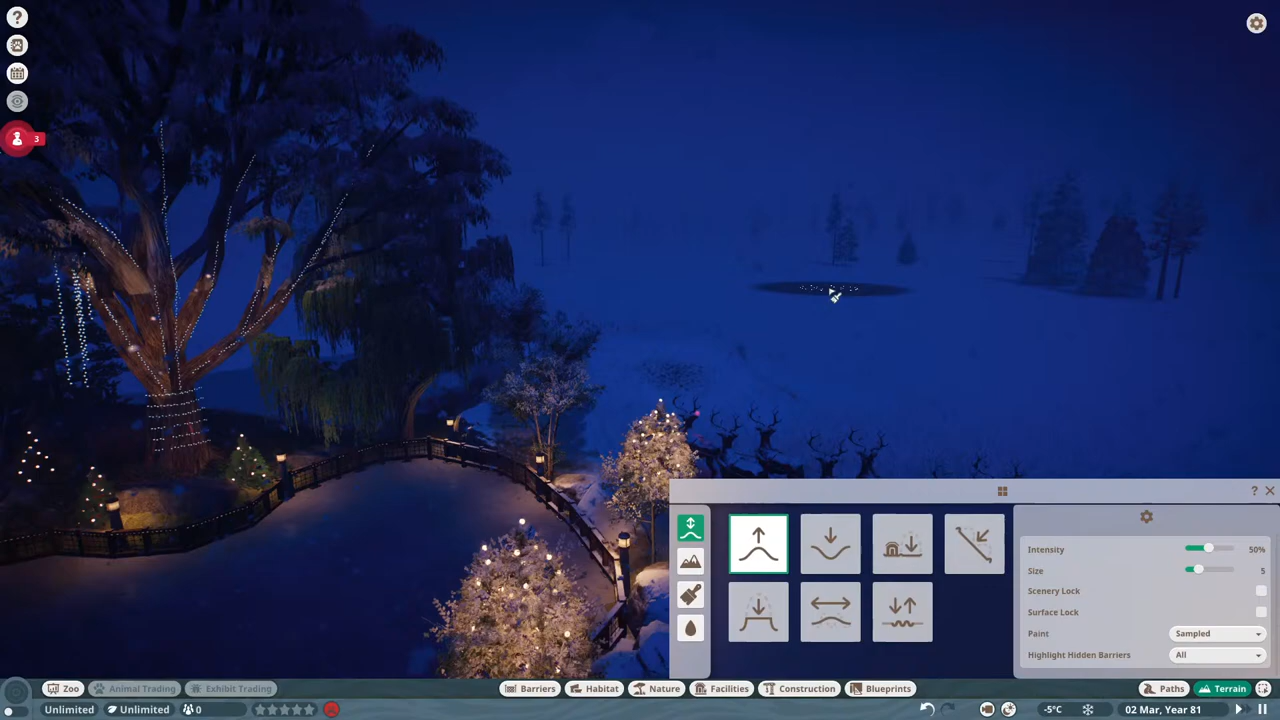 ?
3
?
Intensity 50%
Size 5
Scenery Lock
Surface Lock
Paint Sampled
Highlight Hidden Barriers All
Zoo Animal Trading Exhibit Trading Barriers Habitat Nature Facilities Construction Blueprints Paths Terrain
Unlimited Unlimited 0 -5°C 02 Mar, Year 81